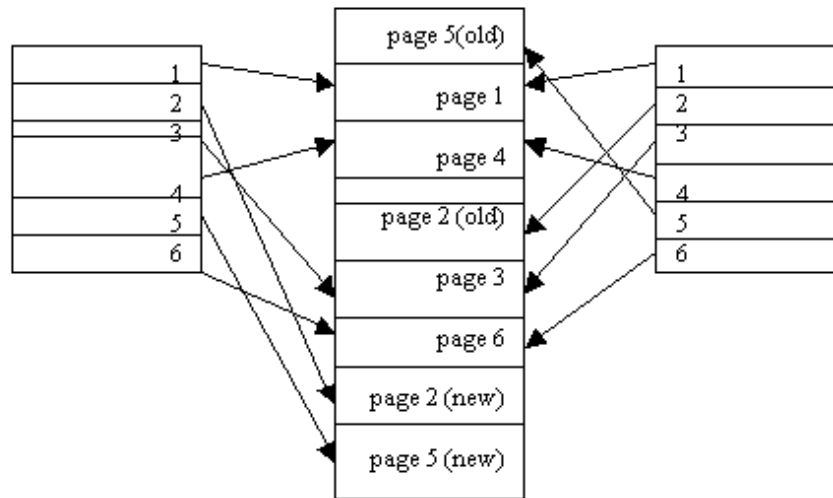 1
2
3
4
5
6
page 5(old)
page 1
page 4
page 2 (old)
page 3
page 6
page 2 (new)
page 5 (new)
1
2
3
4
5
6